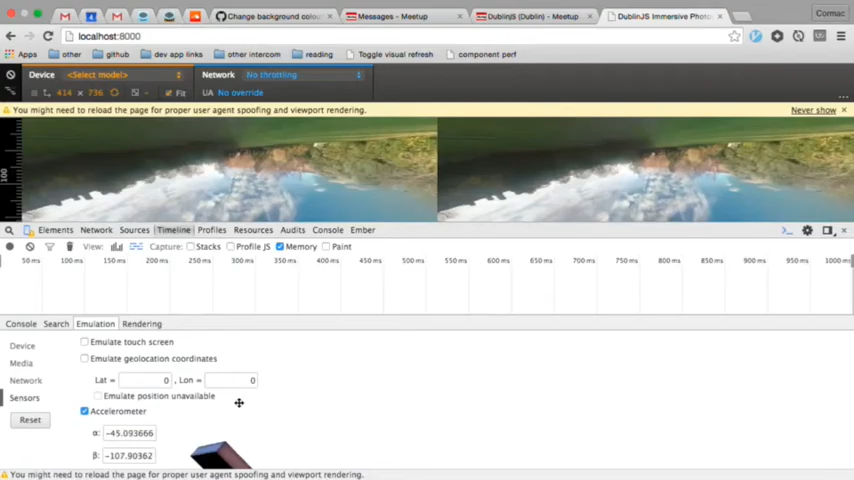 Cormac
Change background colou
Messages - Meetup
DublinJS (Dublin) - Meetup
DublinJS Immersive Photo
localhost:8000
Apps other github dev app links other intercom reading Toggle visual refresh component perf
Device <Select model> Network No throttling
414 × 736 Fit UA No override
You might need to reload the page for proper user agent spoofing and viewport rendering. Never show
100
Elements Network Sources Timeline Profiles Resources Audits Console Ember
View: Capture: Stacks Profile JS Memory Paint
50 ms 100 ms 150 ms 200 ms 250 ms 300 ms 350 ms 400 ms 450 ms 500 ms 550 ms 600 ms 650 ms 700 ms 750 ms 800 ms 850 ms 900 ms 950 ms 1000 ms
Console Search Emulation Rendering
Device
Media
Network
Sensors
Reset
Emulate touch screen
Emulate geolocation coordinates
Lat = 0 , Lon = 0
Emulate position unavailable
Accelerometer
α: -45.093666
β: -107.90362
You might need to reload the page for proper user agent spoofing and viewport rendering.